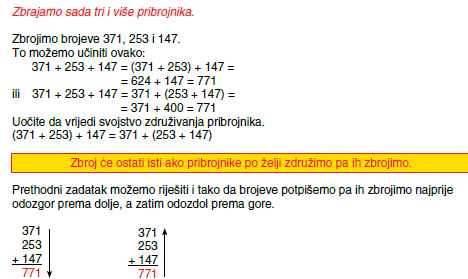 Zbrajamo sada tri i više pribrojnika.
Zbrojimo brojeve 371, 253 i 147.
To možemo učiniti ovako:
371 + 253 + 147 = (371 + 253) + 147 =
= 624 + 147 = 771
ili 371 + 253 + 147 = 371 + (253 + 147) =
= 371 + 400 = 771
Uočite da vrijedi svojstvo združivanja pribrojnika.
(371 + 253) + 147 = 371 + (253 + 147)
Zbroj će ostati isti ako pribrojnike po želji združimo pa ih zbrojimo.
Prethodni zadatak možemo riješiti i tako da brojeve potpišemo pa ih zbrojimo najprije
odozgor prema dolje, a zatim odozdol prema gore.
371 371
253 253
+ 147 + 147
771 771